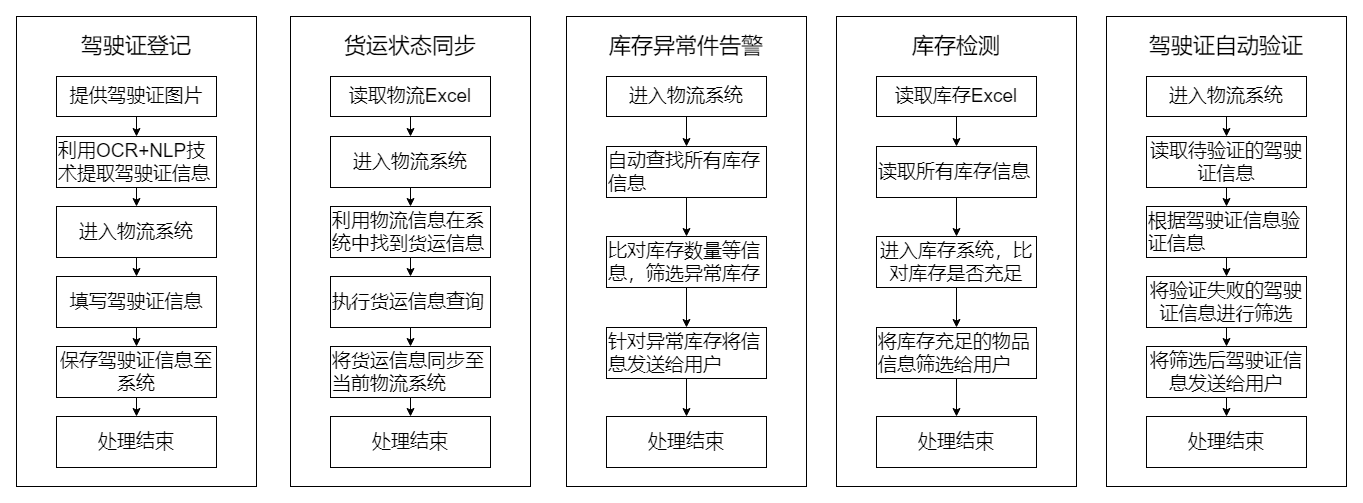 驾驶证登记
提供驾驶证图片
利用OCR+NLP技
术提取驾驶证信息
进入物流系统
填写驾驶证信息
保存驾驶证信息至
系统
处理结束
货运状态同步
读取物流Excel
进入物流系统
利用物流信息在系
统中找到货运信息
执行货运信息查询
将货运信息同步至
当前物流系统
处理结束
库存异常件告警
进入物流系统
自动查找所有库存
信息
比对库存数量等信
息，筛选异常库存
针对异常库存将信
息发送给用户
处理结束
库存检测
读取库存Excel
读取所有库存信息
进入库存系统，比
对库存是否充足
将库存充足的物品
信息筛选给用户
处理结束
驾驶证自动验证
进入物流系统
读取待验证的驾驶
证信息
根据驾驶证信息验
证信息
将验证失败的驾驶
证信息进行筛选
将筛选后驾驶证信
息发送给用户
处理结束